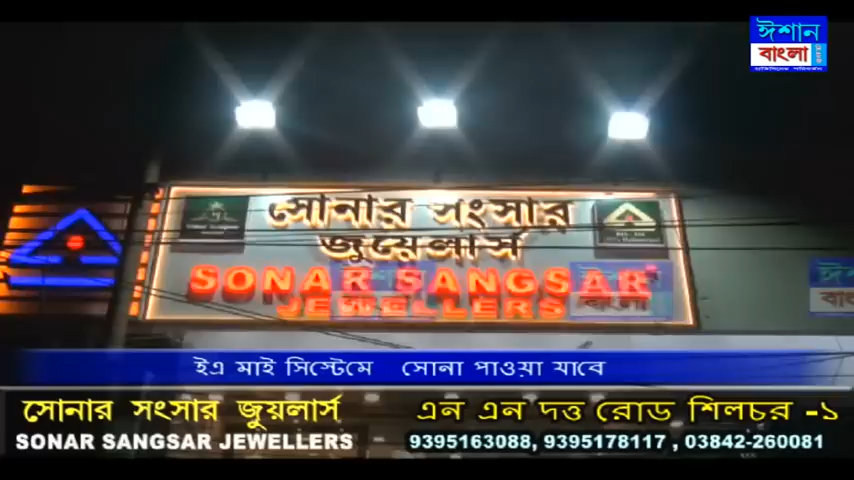 ঈশান
বাংলা
সোনার সংসার
জুয়েলার্স
SONAR SANGSAR
JEWELLERS
ইএ মাই সিস্টেমে সোনা পাওয়া যাবে
সোনার সংসার জুয়লার্স
এন এন দত্ত রোড শিলচর -১
SONAR SANGSAR JEWELLERS
9395163088, 9395178117 , 03842-260081